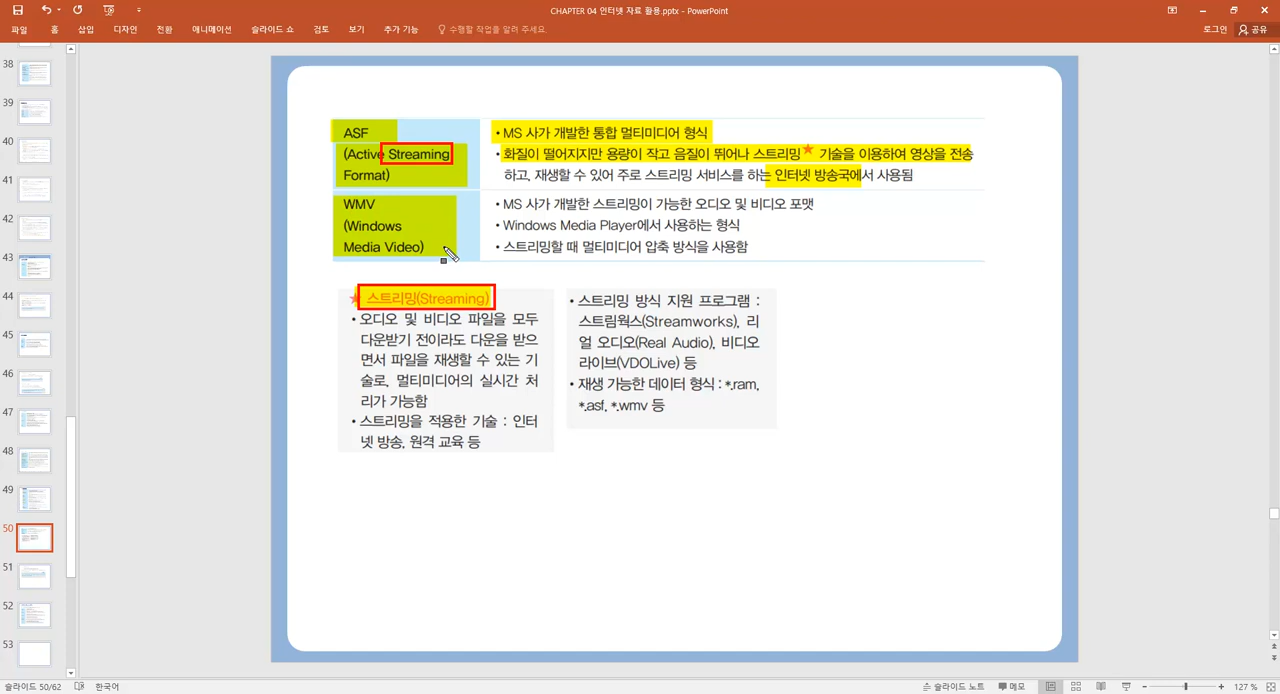 CHAPTER 04 인터넷 자료 활용.pptx - PowerPoint
파일 홈 삽입 디자인 전환 애니메이션 슬라이드 쇼 검토 보기 추가 기능 수행할 작업을 알려 주세요. 로그인 공유
38
39
40
41
42
43
44
45
46
47
48
49
50
51
52
53
ASF
(Active Streaming
Format)
• MS 사가 개발한 통합 멀티미디어 형식
• 화질이 떨어지지만 용량이 작고 음질이 뛰어나 스트리밍★ 기술을 이용하여 영상을 전송
하고, 재생할 수 있어 주로 스트리밍 서비스를 하는 인터넷 방송국에서 사용됨
WMV
(Windows
Media Video)
• MS 사가 개발한 스트리밍이 가능한 오디오 및 비디오 포맷
• Windows Media Player에서 사용하는 형식
• 스트리밍할 때 멀티미디어 압축 방식을 사용함
★ 스트리밍(Streaming)
• 오디오 및 비디오 파일을 모두
다운받기 전이라도 다운을 받으
면서 파일을 재생할 수 있는 기
술로, 멀티미디어의 실시간 처
리가 가능함
• 스트리밍을 적용한 기술 : 인터
넷 방송, 원격 교육 등
• 스트리밍 방식 지원 프로그램 :
스트림웍스(Streamworks), 리
얼 오디오(Real Audio), 비디오
라이브(VDOLive) 등
• 재생 가능한 데이터 형식 : *.ram,
*.asf, *.wmv 등
슬라이드 50/62 한국어 슬라이드 노트 메모 127 %